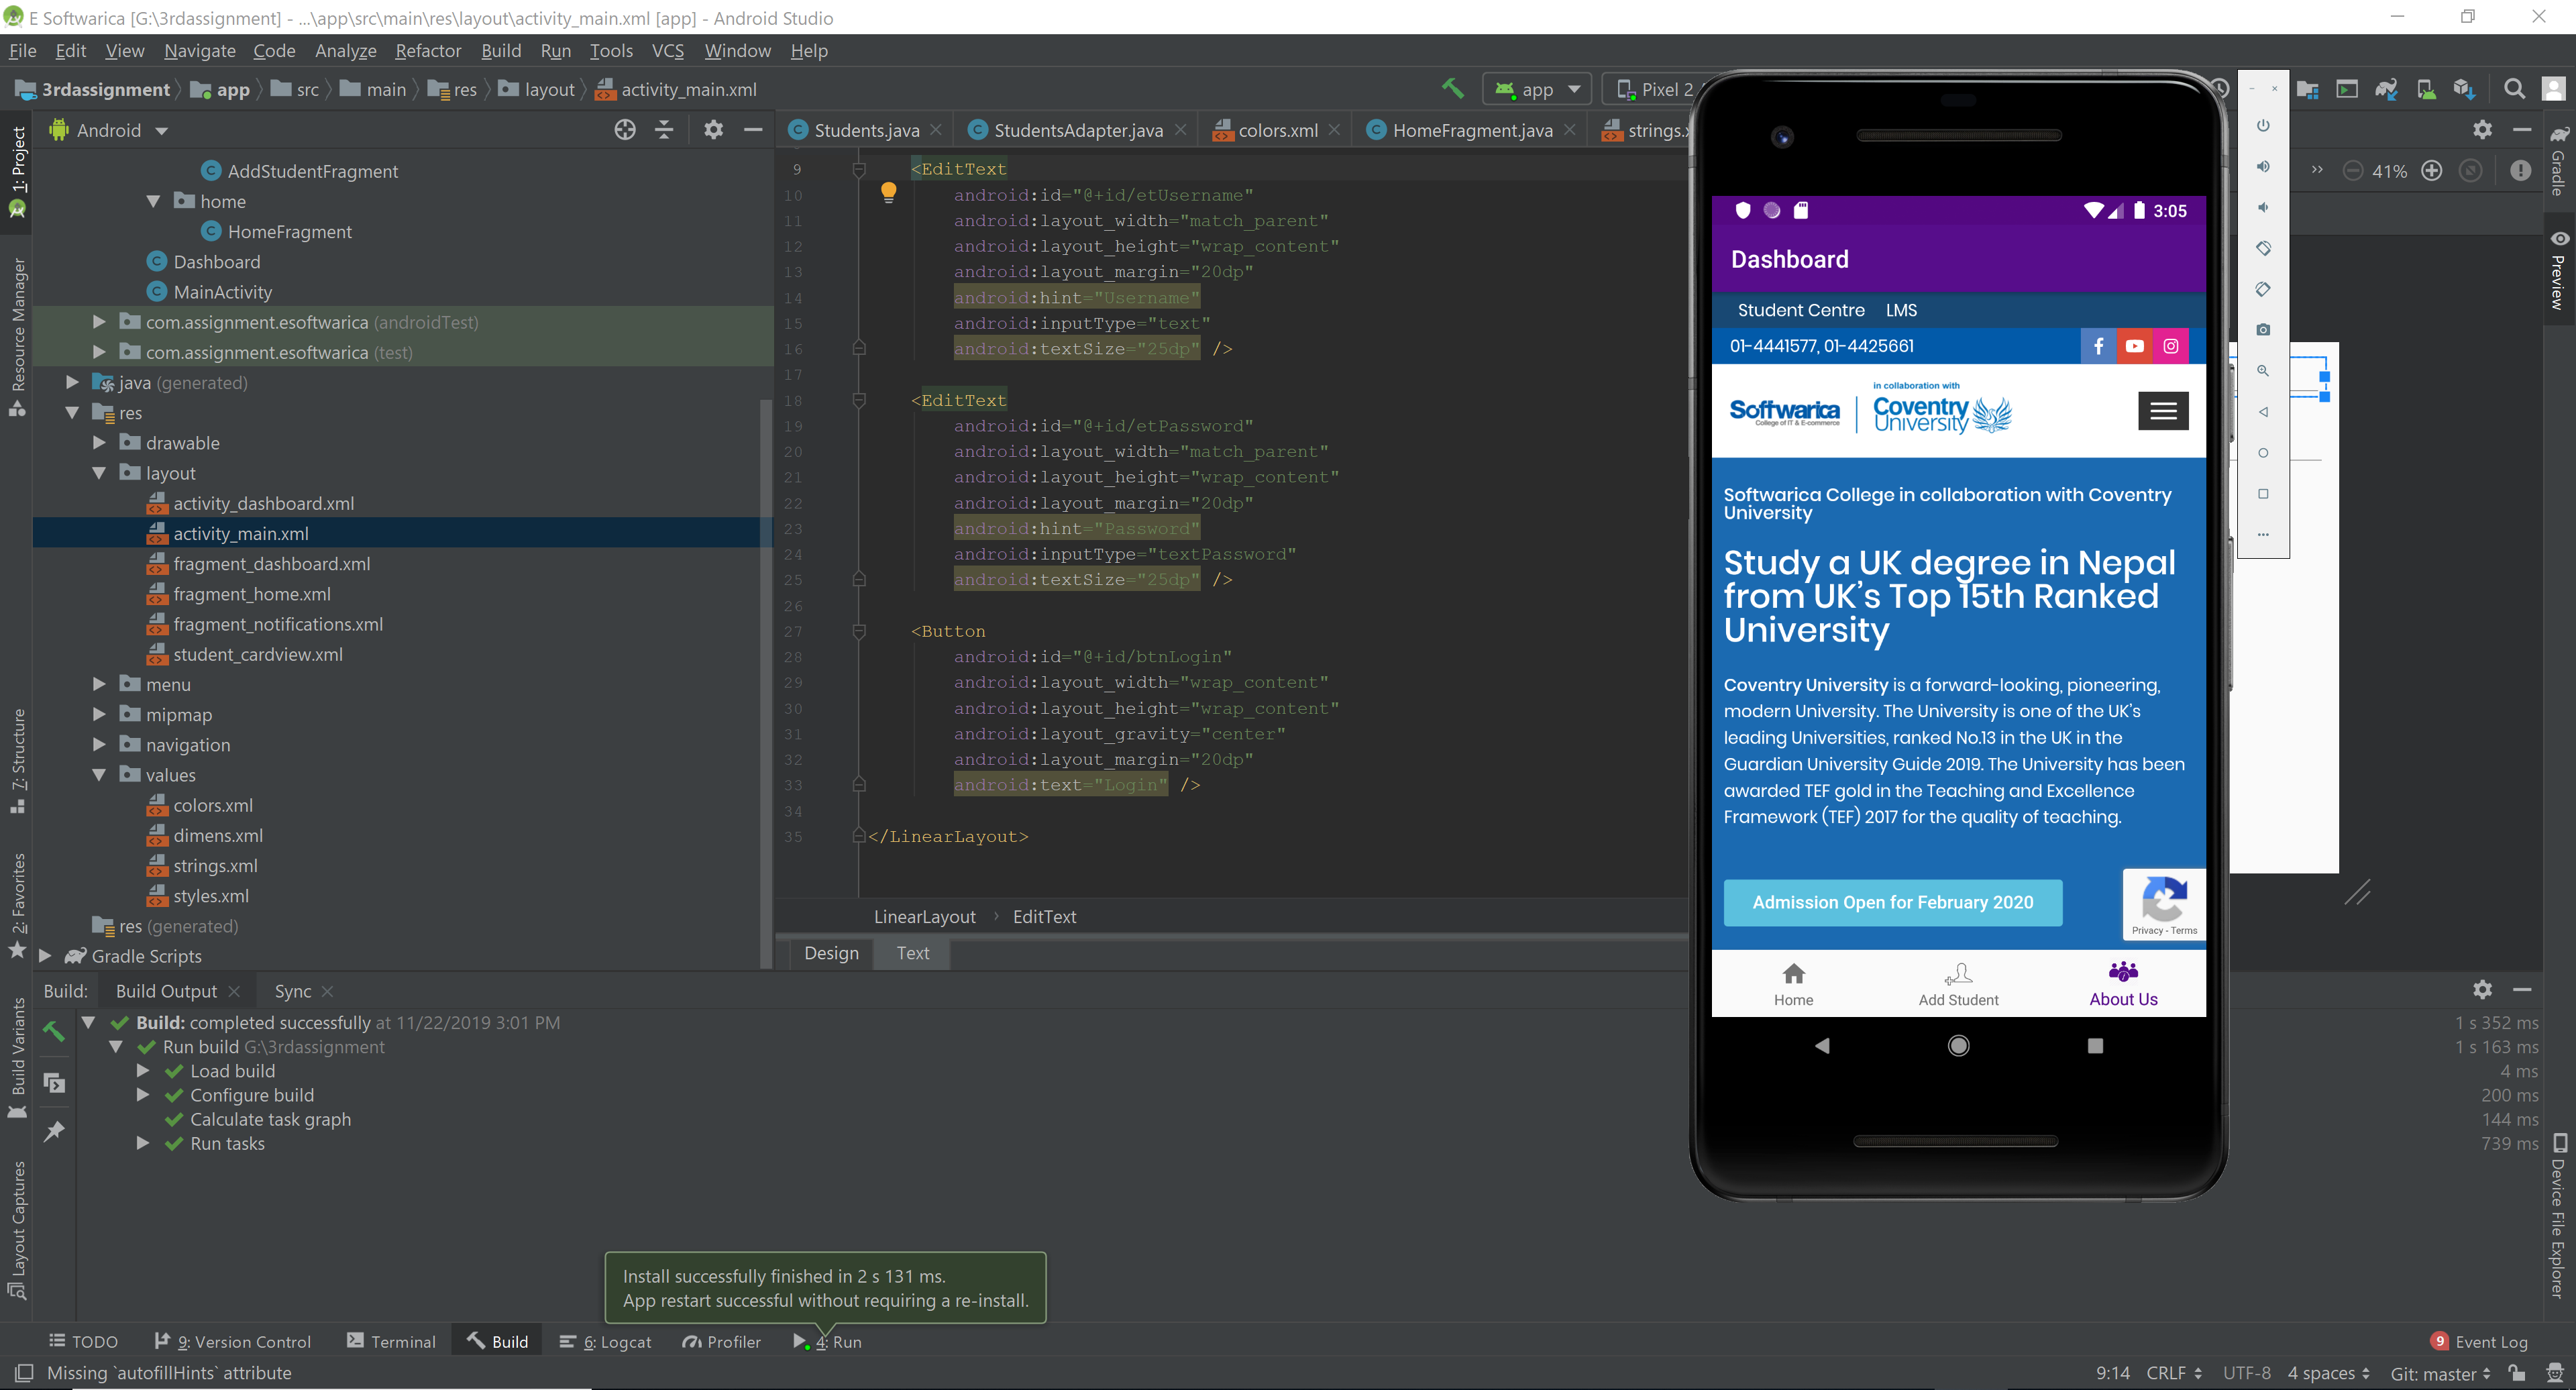 E Softwarica [G:\3rdassignment] - ...\app\src\main\res\layout\activity_main.xml [app] - Android Studio
File Edit View Navigate Code Analyze Refactor Build Run Tools VCS Window Help
3rdassignment app src main res layout activity_main.xml
app Pixel 2
1: Project
Resource Manager
7: Structure
2: Favorites
Build Variants
Layout Captures
Android
AddStudentFragment
home
HomeFragment
Dashboard
MainActivity
com.assignment.esoftwarica (androidTest)
com.assignment.esoftwarica (test)
java (generated)
res
drawable
layout
activity_dashboard.xml
activity_main.xml
fragment_dashboard.xml
fragment_home.xml
fragment_notifications.xml
student_cardview.xml
menu
mipmap
navigation
values
colors.xml
dimens.xml
strings.xml
styles.xml
res (generated)
Gradle Scripts
Students.java StudentsAdapter.java colors.xml HomeFragment.java strings.x
9 <EditText
10 android:id="@+id/etUsername"
11 android:layout_width="match_parent"
12 android:layout_height="wrap_content"
13 android:layout_margin="20dp"
14 android:hint="Username"
15 android:inputType="text"
16 android:textSize="25dp" />
17
18 <EditText
19 android:id="@+id/etPassword"
20 android:layout_width="match_parent"
21 android:layout_height="wrap_content"
22 android:layout_margin="20dp"
23 android:hint="Password"
24 android:inputType="textPassword"
25 android:textSize="25dp" />
26
27 <Button
28 android:id="@+id/btnLogin"
29 android:layout_width="wrap_content"
30 android:layout_height="wrap_content"
31 android:layout_gravity="center"
32 android:layout_margin="20dp"
33 android:text="Login" />
34
35 </LinearLayout>
LinearLayout › EditText
Design Text
3:05
Dashboard
Student Centre LMS
01-4441577, 01-4425661
Softwarica
College of IT & E-commerce
in collaboration with
Coventry
University
Softwarica College in collaboration with Coventry
University
Study a UK degree in Nepal
from UK's Top 15th Ranked
University
Coventry University is a forward-looking, pioneering,
modern University. The University is one of the UK's
leading Universities, ranked No.13 in the UK in the
Guardian University Guide 2019. The University has been
awarded TEF gold in the Teaching and Excellence
Framework (TEF) 2017 for the quality of teaching.
Admission Open for February 2020
Privacy - Terms
Home Add Student About Us
41%
Gradle
Preview
Device File Explorer
Build: Build Output Sync
Build: completed successfully at 11/22/2019 3:01 PM 1 s 352 ms
Run build G:\3rdassignment 1 s 163 ms
Load build 4 ms
Configure build 200 ms
Calculate task graph 144 ms
Run tasks 739 ms
Install successfully finished in 2 s 131 ms.
App restart successful without requiring a re-install.
TODO 9: Version Control Terminal Build 6: Logcat Profiler 4: Run 9 Event Log
Missing `autofillHints` attribute 9:14 CRLF UTF-8 4 spaces Git: master